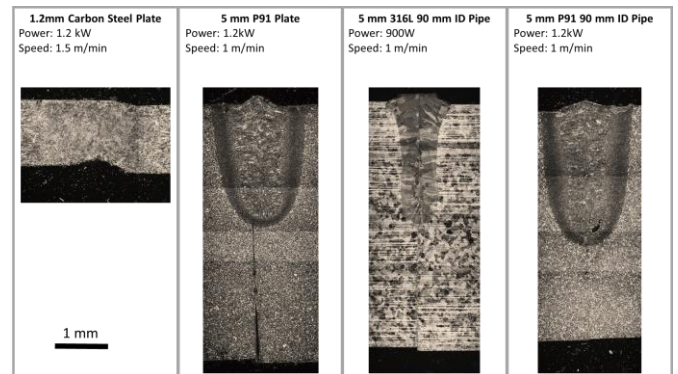 1.2mm Carbon Steel Plate
Power: 1.2 kW
Speed: 1.5 m/min
5 mm P91 Plate
Power: 1.2kW
Speed: 1 m/min
5 mm 316L 90 mm ID Pipe
Power: 900W
Speed: 1 m/min
5 mm P91 90 mm ID Pipe
Power: 1.2kW
Speed: 1 m/min
1 mm